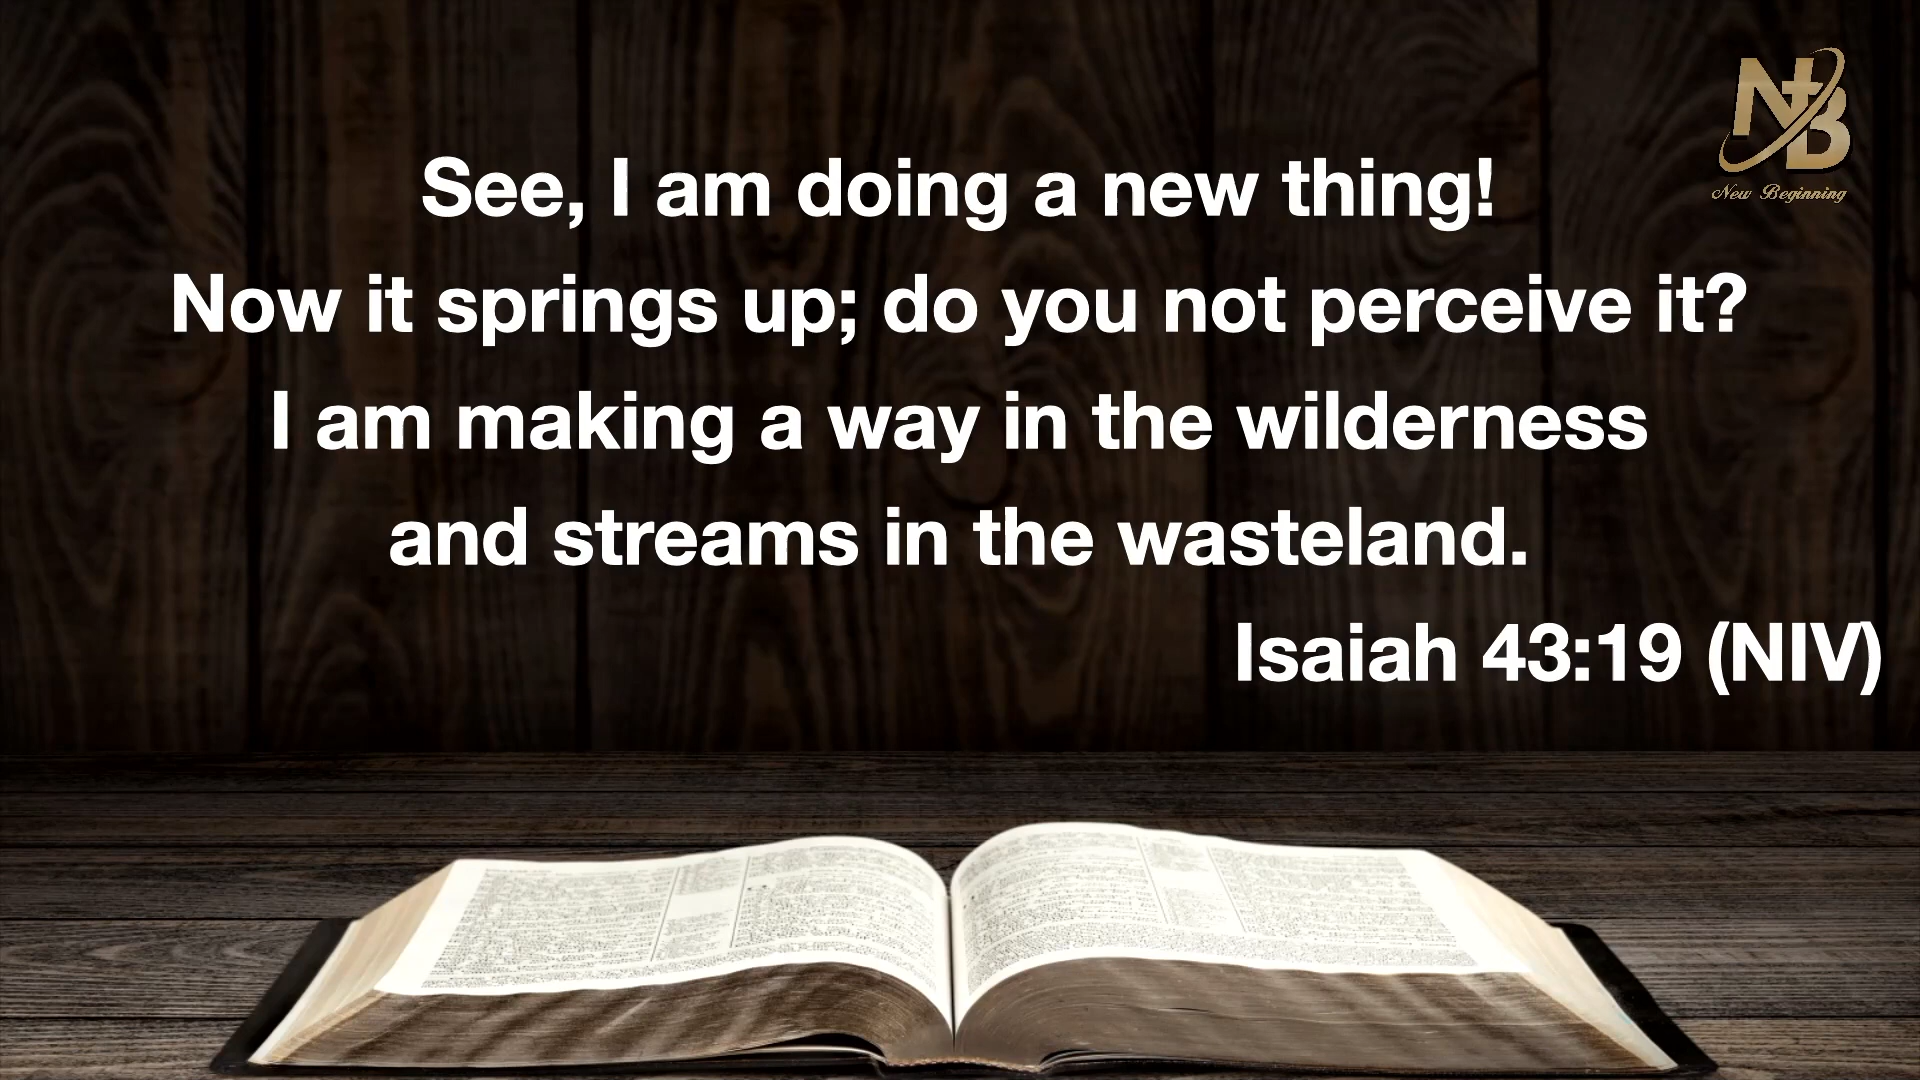 NB
New Beginning
See, I am doing a new thing!
Now it springs up; do you not perceive it?
I am making a way in the wilderness
and streams in the wasteland.
Isaiah 43:19 (NIV)